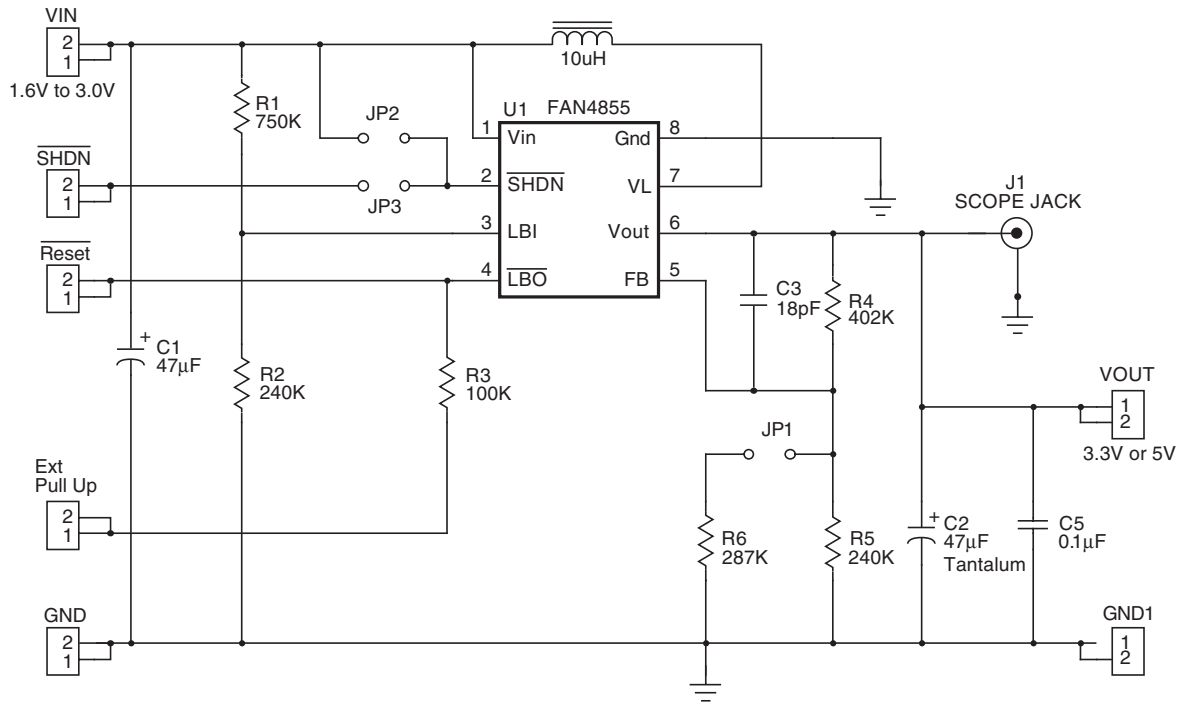 VIN
2
1
1.6V to 3.0V
10uH
R1
750K
JP2
U1
FAN4855
1
Vin
Gnd
8
SHDN
2
1
JP3
2
SHDN
VL
7
3
LBI
Vout
6
J1
SCOPE JACK
Reset
2
1
4
LBO
FB
5
C3
18pF
R4
402K
+
C1
47μF
R2
240K
R3
100K
VOUT
1
2
3.3V or 5V
JP1
Ext
Pull Up
2
1
R6
287K
R5
240K
+
C2
47μF
Tantalum
C5
0.1μF
GND
2
1
GND1
1
2